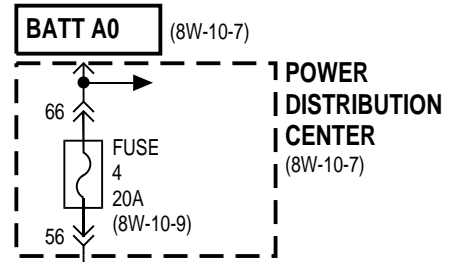 BATT A0 (8W-10-7)
POWER
DISTRIBUTION
CENTER
(8W-10-7)
66
FUSE
4
20A
(8W-10-9)
56